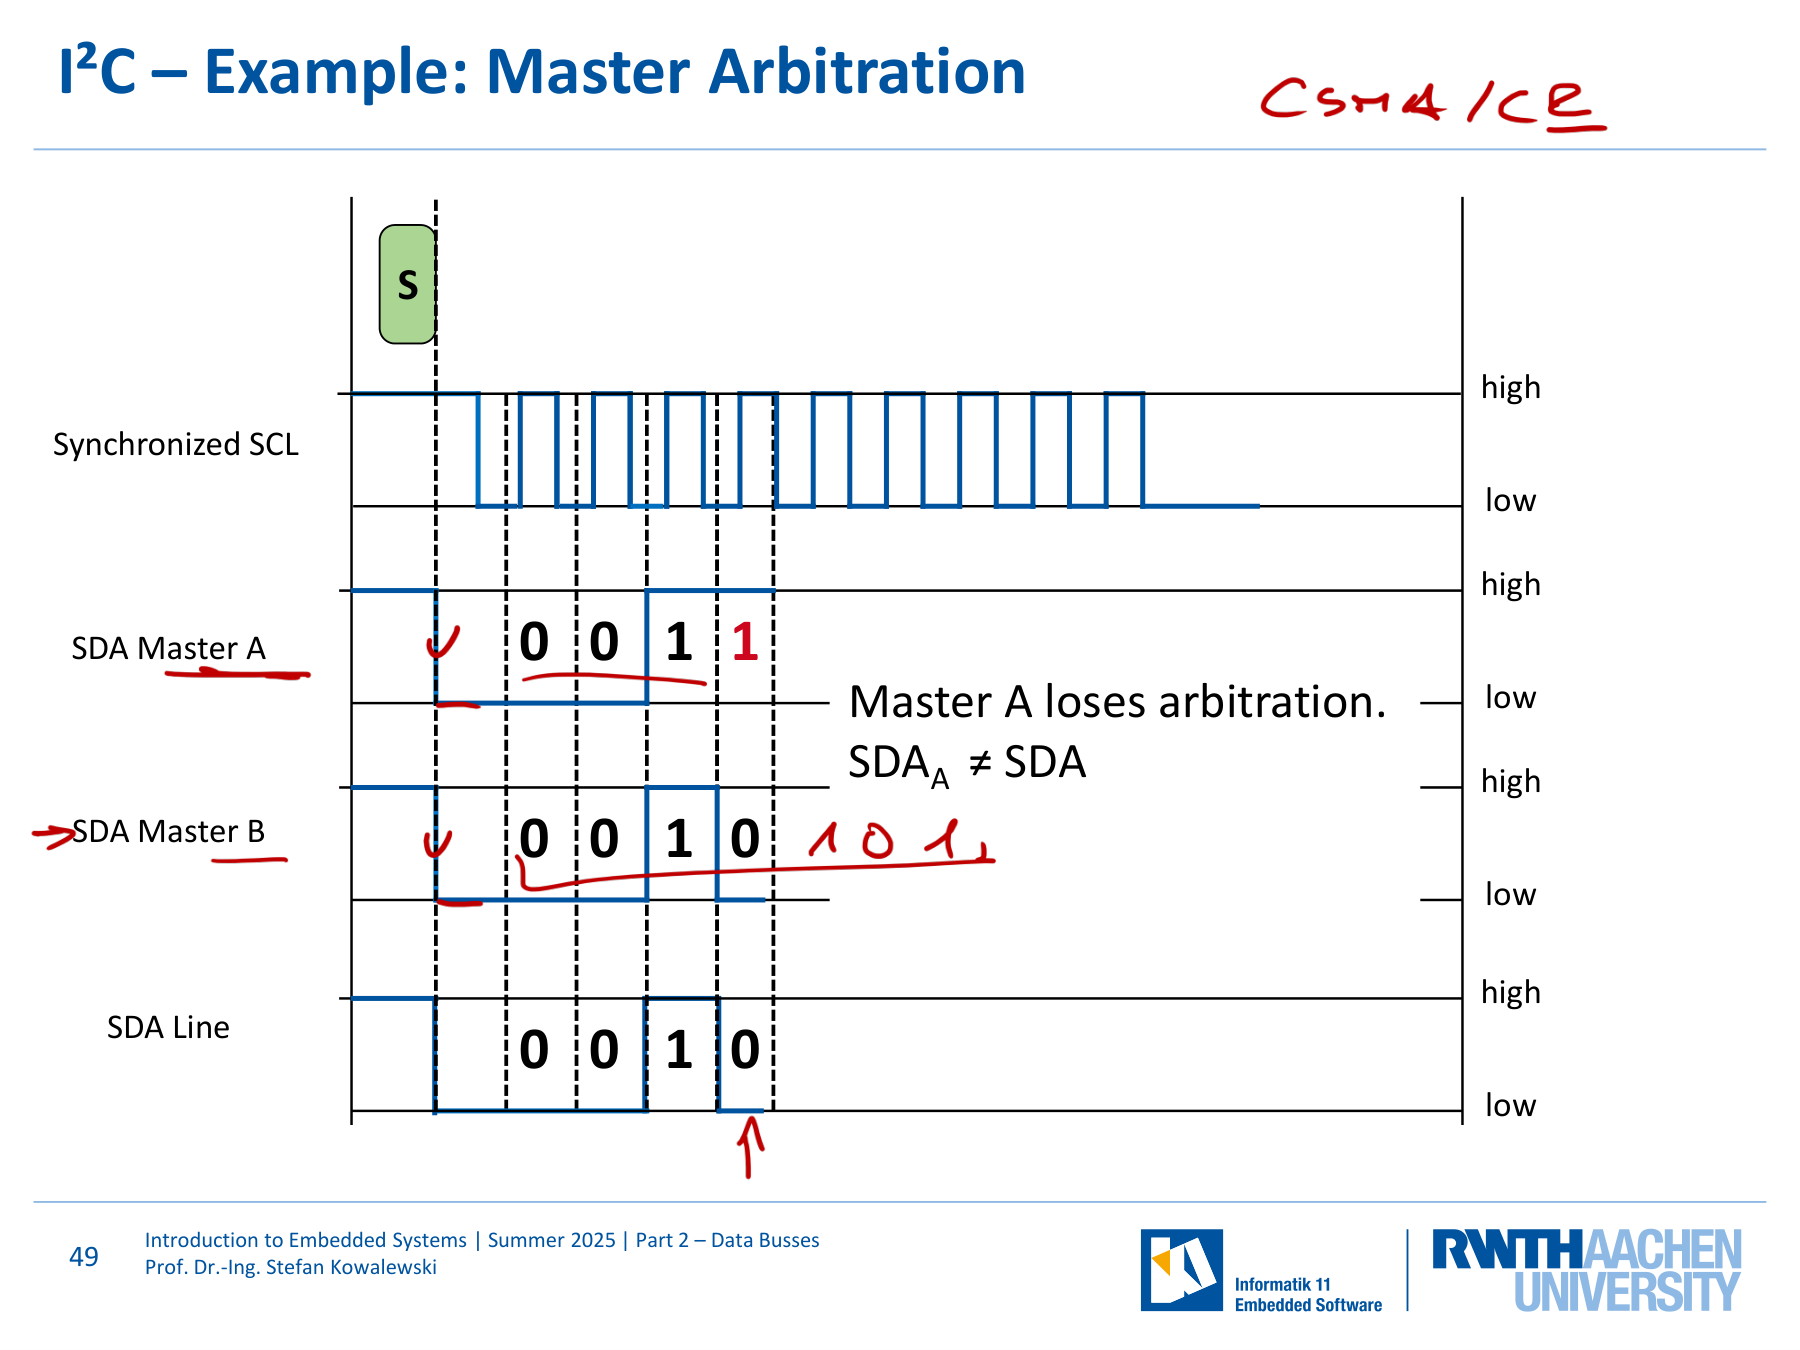 I²C – Example: Master Arbitration
CSMA/CR
S
high
Synchronized SCL
low
high
SDA Master A
0 0 1 1
low
Master A loses arbitration.
SDA_A ≠ SDA
high
SDA Master B
0 0 1 0 1 0 1
low
high
SDA Line
0 0 1 0
low
49
Introduction to Embedded Systems | Summer 2025 | Part 2 – Data Busses
Prof. Dr.-Ing. Stefan Kowalewski
Informatik 11
Embedded Software
RWTH AACHEN
UNIVERSITY